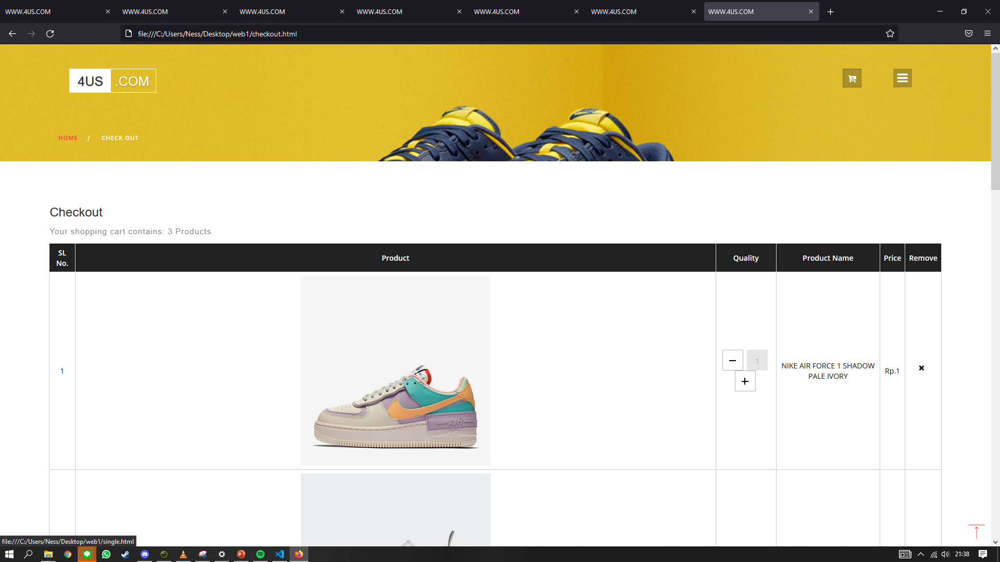 WWW.4US.COM WWW.4US.COM WWW.4US.COM WWW.4US.COM WWW.4US.COM WWW.4US.COM WWW.4US.COM
file:///C:/Users/Ness/Desktop/web1/checkout.html
4US .COM
HOME / CHECK OUT
Checkout
Your shopping cart contains: 3 Products
SL No. Product Quality Product Name Price Remove
1
AIR
AIR
1
NIKE AIR FORCE 1 SHADOW
PALE IVORY
Rp.1
file:///C:/Users/Ness/Desktop/web1/single.html
21:38